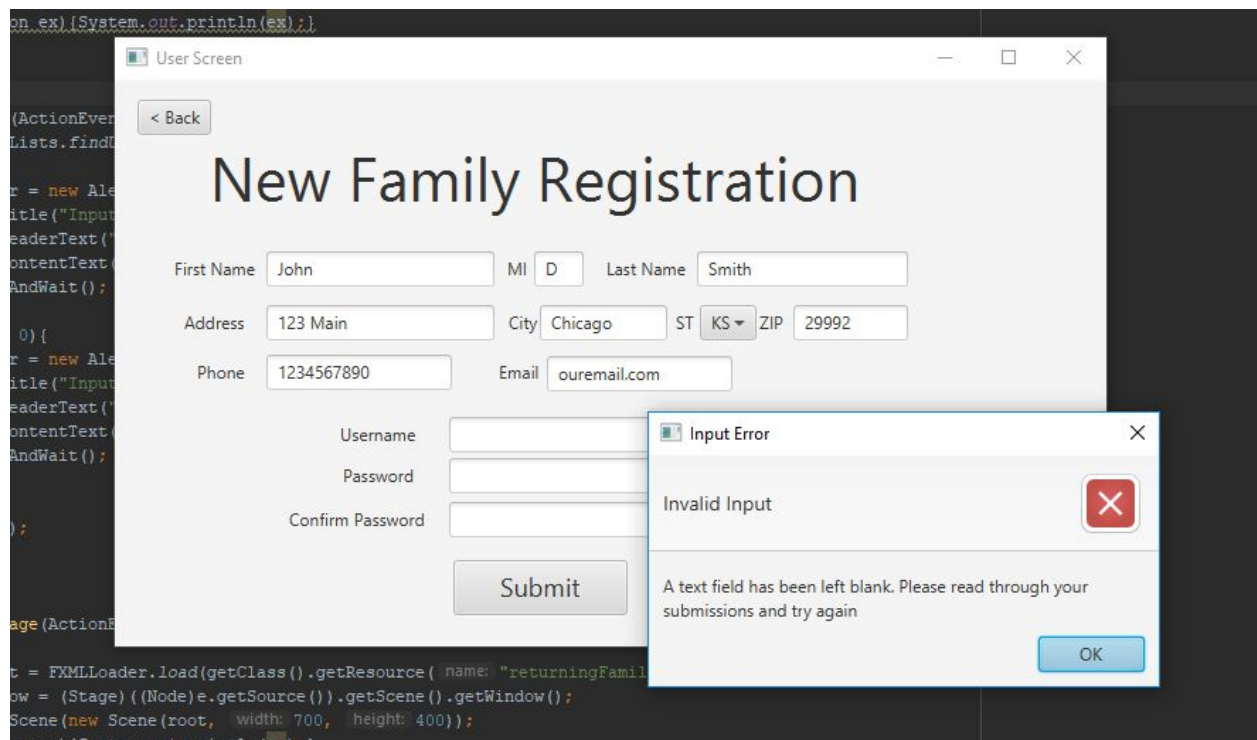 on ex){System.out.println(ex);}
User Screen
< Back
New Family Registration
First Name John MI D Last Name Smith
Address 123 Main City Chicago ST KS ZIP 29992
Phone 1234567890 Email ouremail.com
Username
Password
Confirm Password
Submit
Input Error
Invalid Input
A text field has been left blank. Please read through your
submissions and try again
OK
(ActionEver
Lists.find
r = new Ale
itle("Input
eaderText("
ontentText(
AndWait();
0){
r = new Ale
itle("Input
eaderText("
ontentText(
AndWait();
);
age(ActionE
t = FXMLLoader.load(getClass().getResource( name: "returningFamil
ow = (Stage)((Node)e.getSource()).getScene().getWindow();
Scene(new Scene(root, width: 700, height: 400));